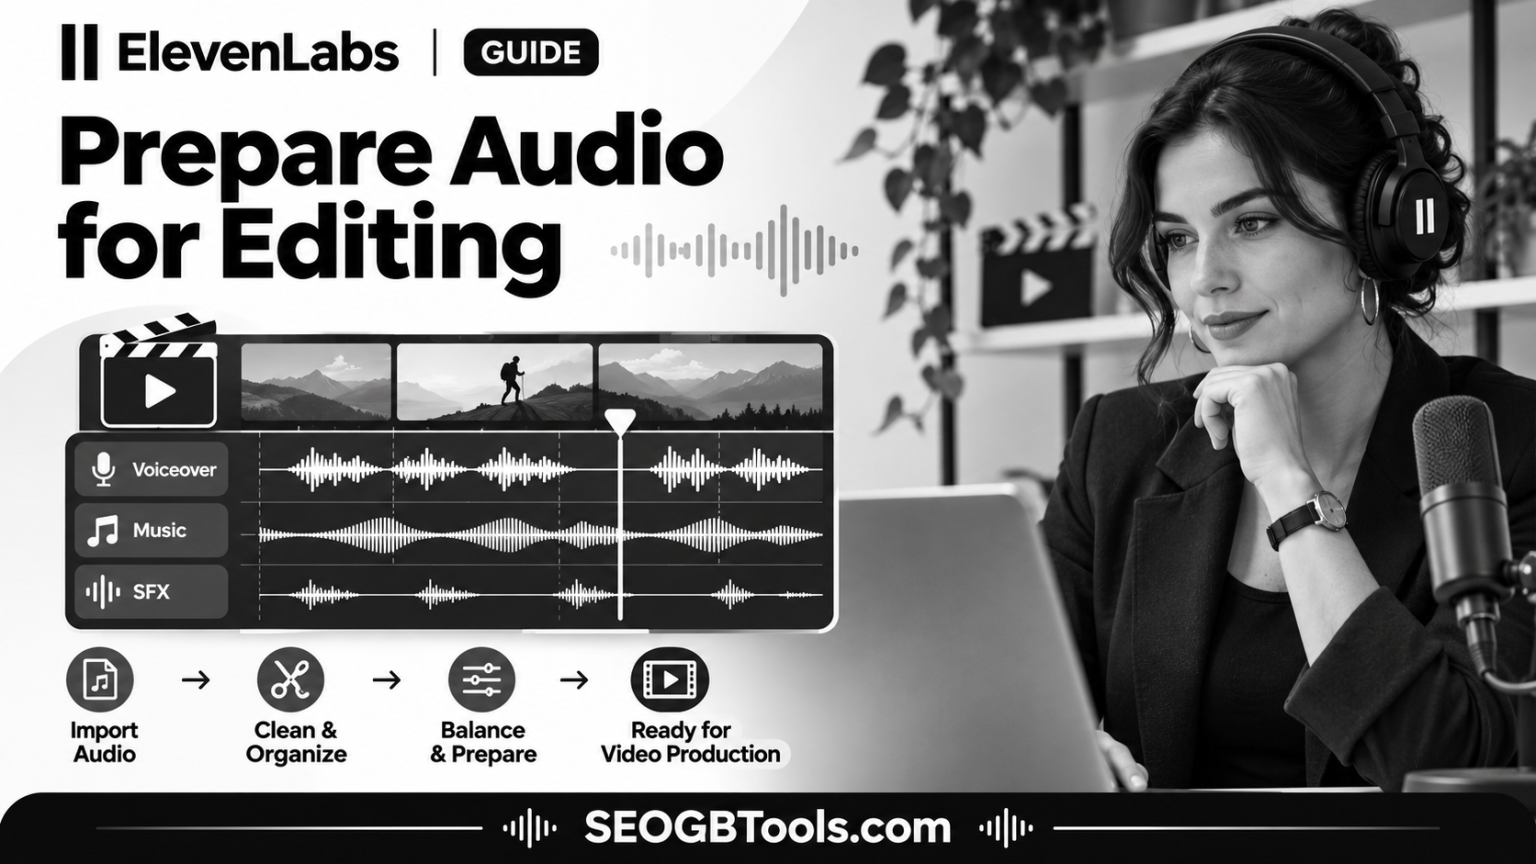 ElevenLabs | GUIDE
Prepare Audio
for Editing
Voiceover
Music
SFX
Import
Audio
Clean &
Organize
Balance
& Prepare
Ready for
Video Production
SEOGBTools.com